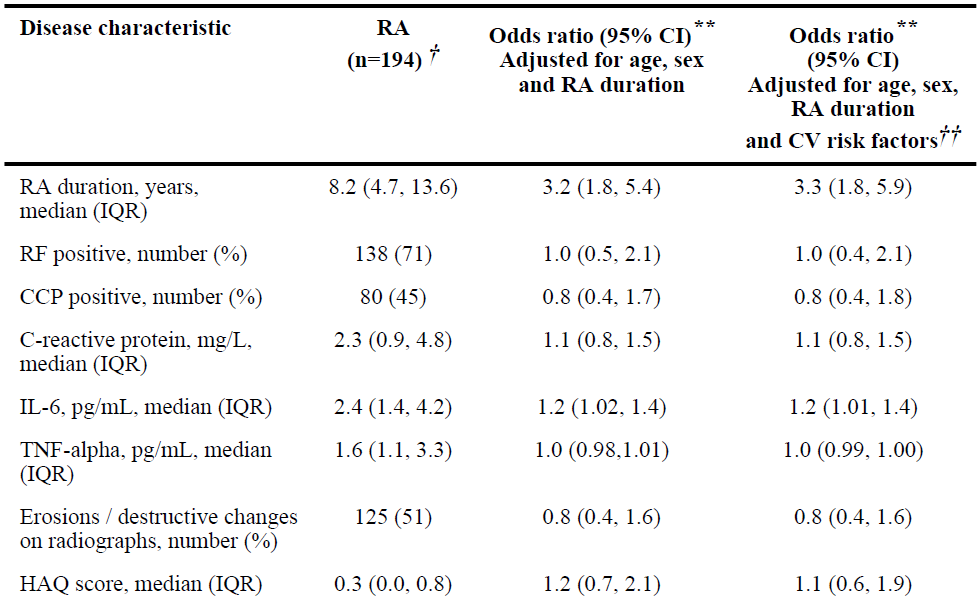 Disease characteristic RA (n=194) † Odds ratio (95% CI)** Adjusted for age, sex and RA duration Odds ratio** (95% CI) Adjusted for age, sex, RA duration and CV risk factors††
RA duration, years, median (IQR) 8.2 (4.7, 13.6) 3.2 (1.8, 5.4) 3.3 (1.8, 5.9)
RF positive, number (%) 138 (71) 1.0 (0.5, 2.1) 1.0 (0.4, 2.1)
CCP positive, number (%) 80 (45) 0.8 (0.4, 1.7) 0.8 (0.4, 1.8)
C-reactive protein, mg/L, median (IQR) 2.3 (0.9, 4.8) 1.1 (0.8, 1.5) 1.1 (0.8, 1.5)
IL-6, pg/mL, median (IQR) 2.4 (1.4, 4.2) 1.2 (1.02, 1.4) 1.2 (1.01, 1.4)
TNF-alpha, pg/mL, median (IQR) 1.6 (1.1, 3.3) 1.0 (0.98,1.01) 1.0 (0.99, 1.00)
Erosions / destructive changes on radiographs, number (%) 125 (51) 0.8 (0.4, 1.6) 0.8 (0.4, 1.6)
HAQ score, median (IQR) 0.3 (0.0, 0.8) 1.2 (0.7, 2.1) 1.1 (0.6, 1.9)